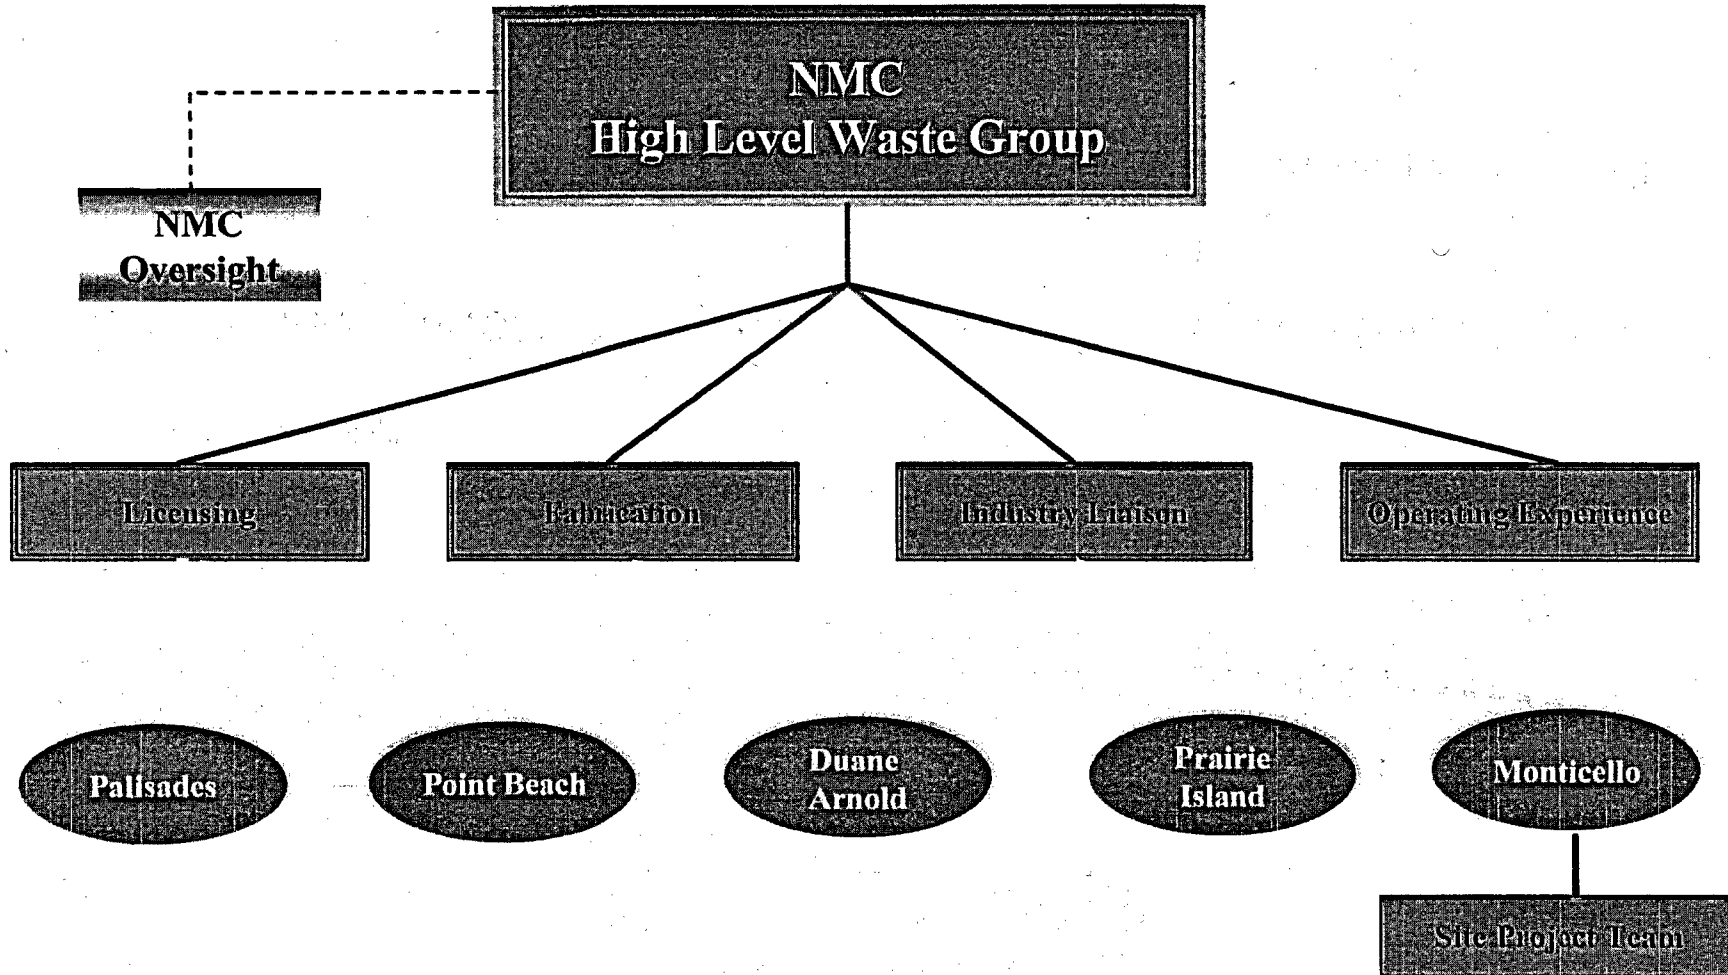 NMC
High Level Waste Group
NMC
Oversight
Licensing
Fabrication
Industry Liaison
Operating Experience
Palisades
Point Beach
Duane
Arnold
Prairie
Island
Monticello
Site Project Team